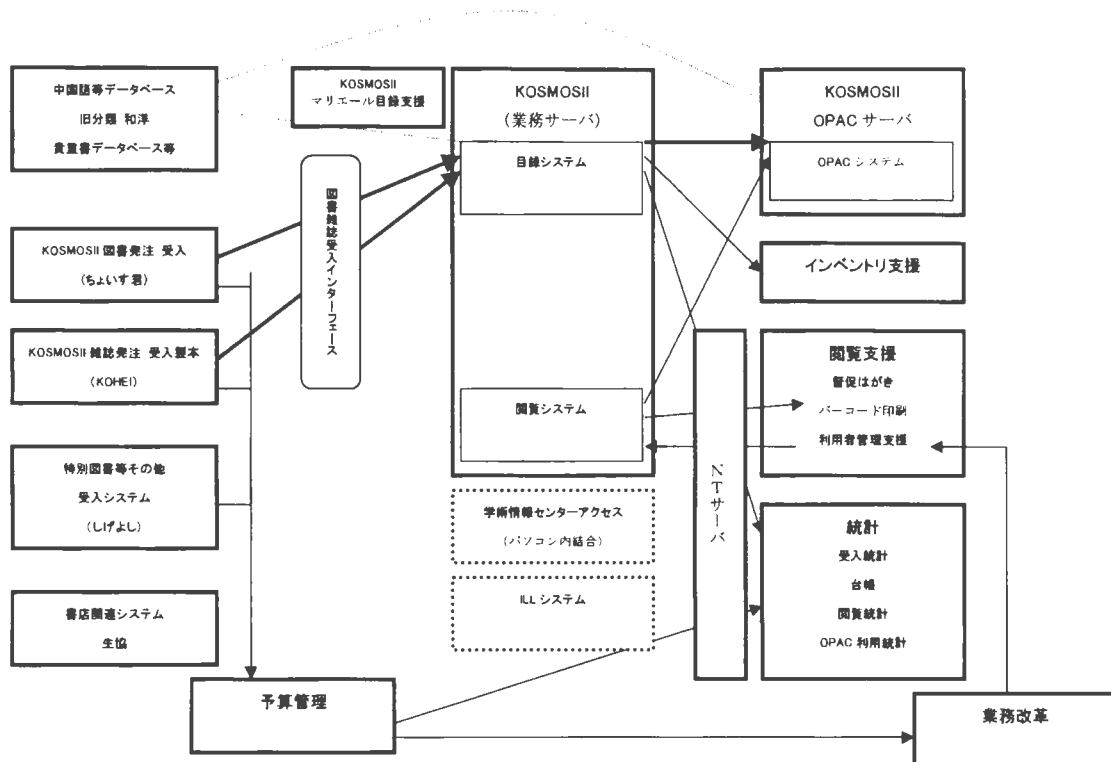 中国語等データベース
旧分類 和洋
貴重書データベース等
KOSMOSII
マリエール目録支援
KOSMOSII
(業務サーバ)
目録システム
KOSMOSII
OPAC サーバ
OPAC システム
図書雑誌受入インターフェース
KOSMOSII 図書発注 受入
(ちょいす君)
インベントリ支援
KOSMOSII 雑誌発注 受入製本
(KOHEI)
閲覧システム
NTサーバ
閲覧支援
督促はがき
バーコード印刷
利用者管理支援
特別図書等その他
受入システム
(しげよし)
学術情報センターアクセス
(パソコン内結合)
統計
受入統計
台帳
閲覧統計
OPAC 利用統計
ILL システム
書店関連システム
生協
予算管理
業務改革